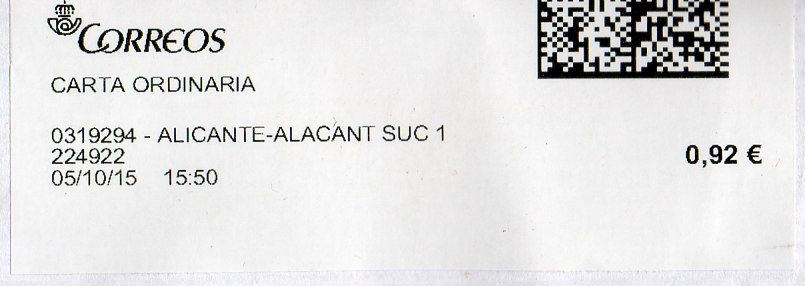 CORREOS
CARTA ORDINARIA
0319294 - ALICANTE-ALACANT SUC 1
224922
0,92 €
05/10/15 15:50